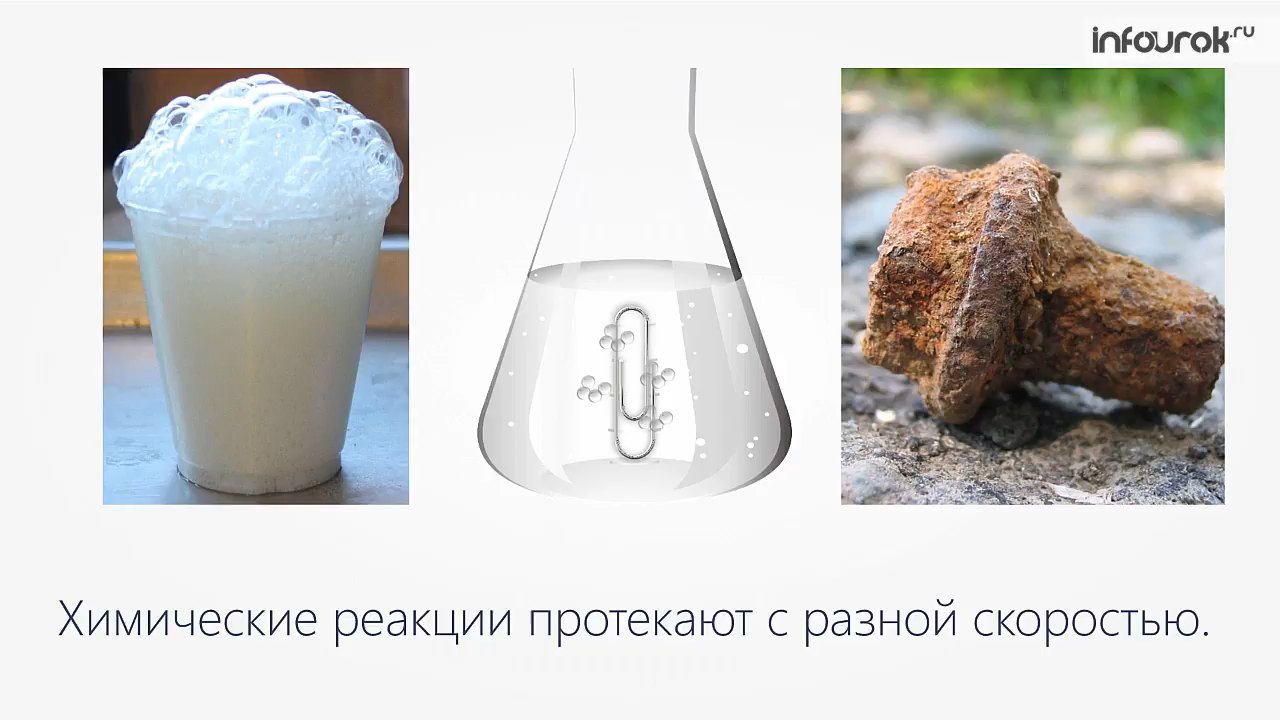 infourok.ru
Химические реакции протекают с разной скоростью.